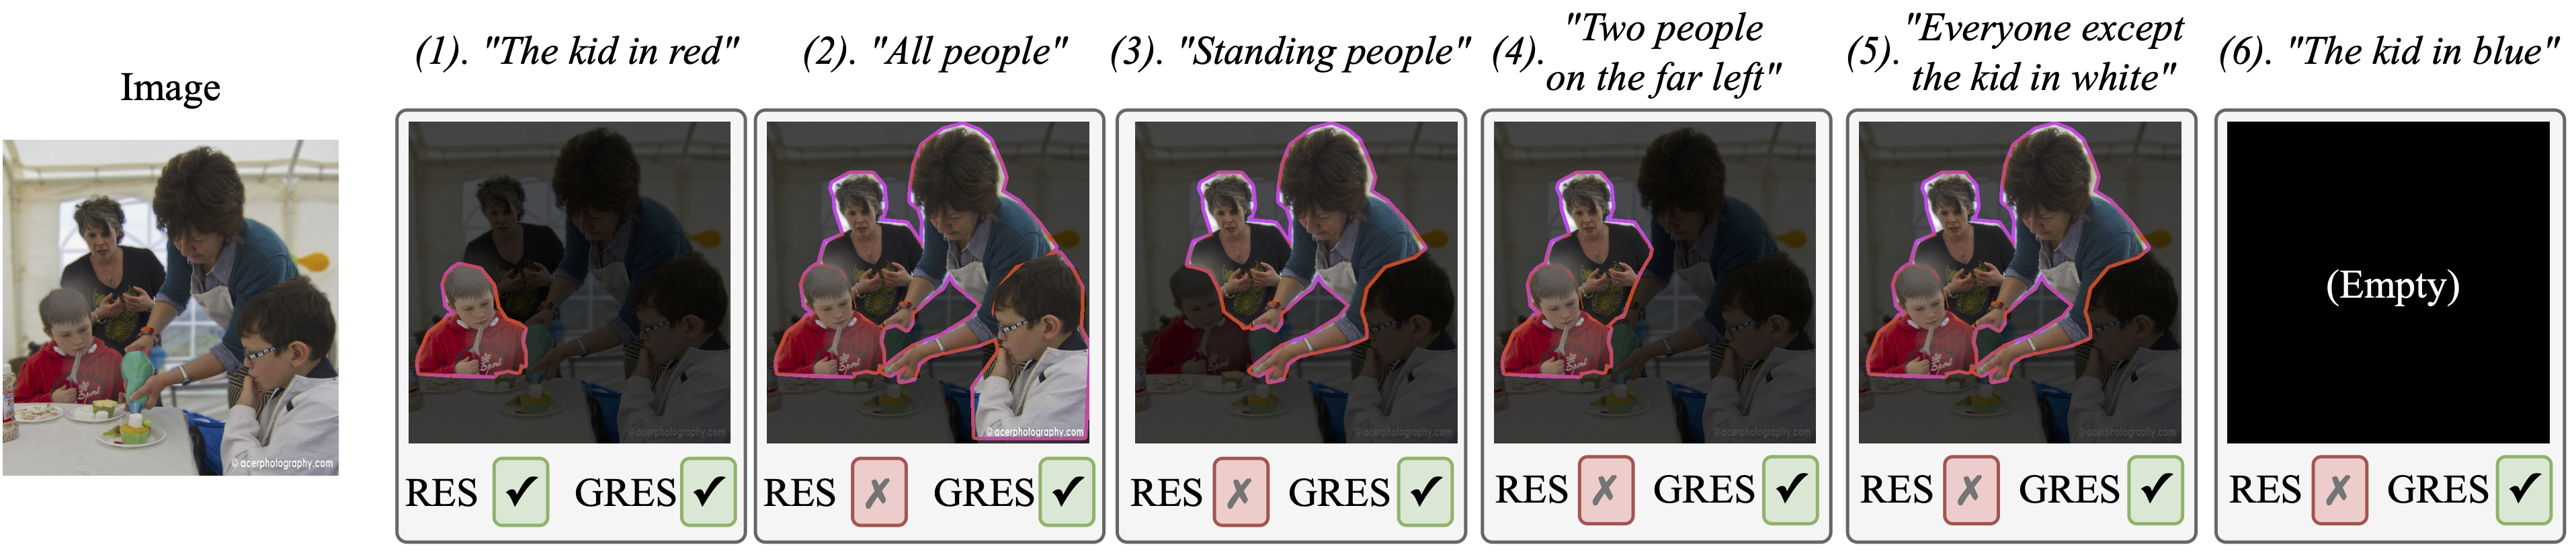 Image
© acerphotography.com
(1). "The kid in red"
RES ✓ GRES ✓
(2). "All people"
© acerphotography.com
RES ✗ GRES ✓
(3). "Standing people"
© acerphotography.com
RES ✗ GRES ✓
(4). "Two people
on the far left"
© acerphotography.com
RES ✗ GRES ✓
(5). "Everyone except
the kid in white"
© acerphotography.com
RES ✗ GRES ✓
(6). "The kid in blue"
(Empty)
RES ✗ GRES ✓